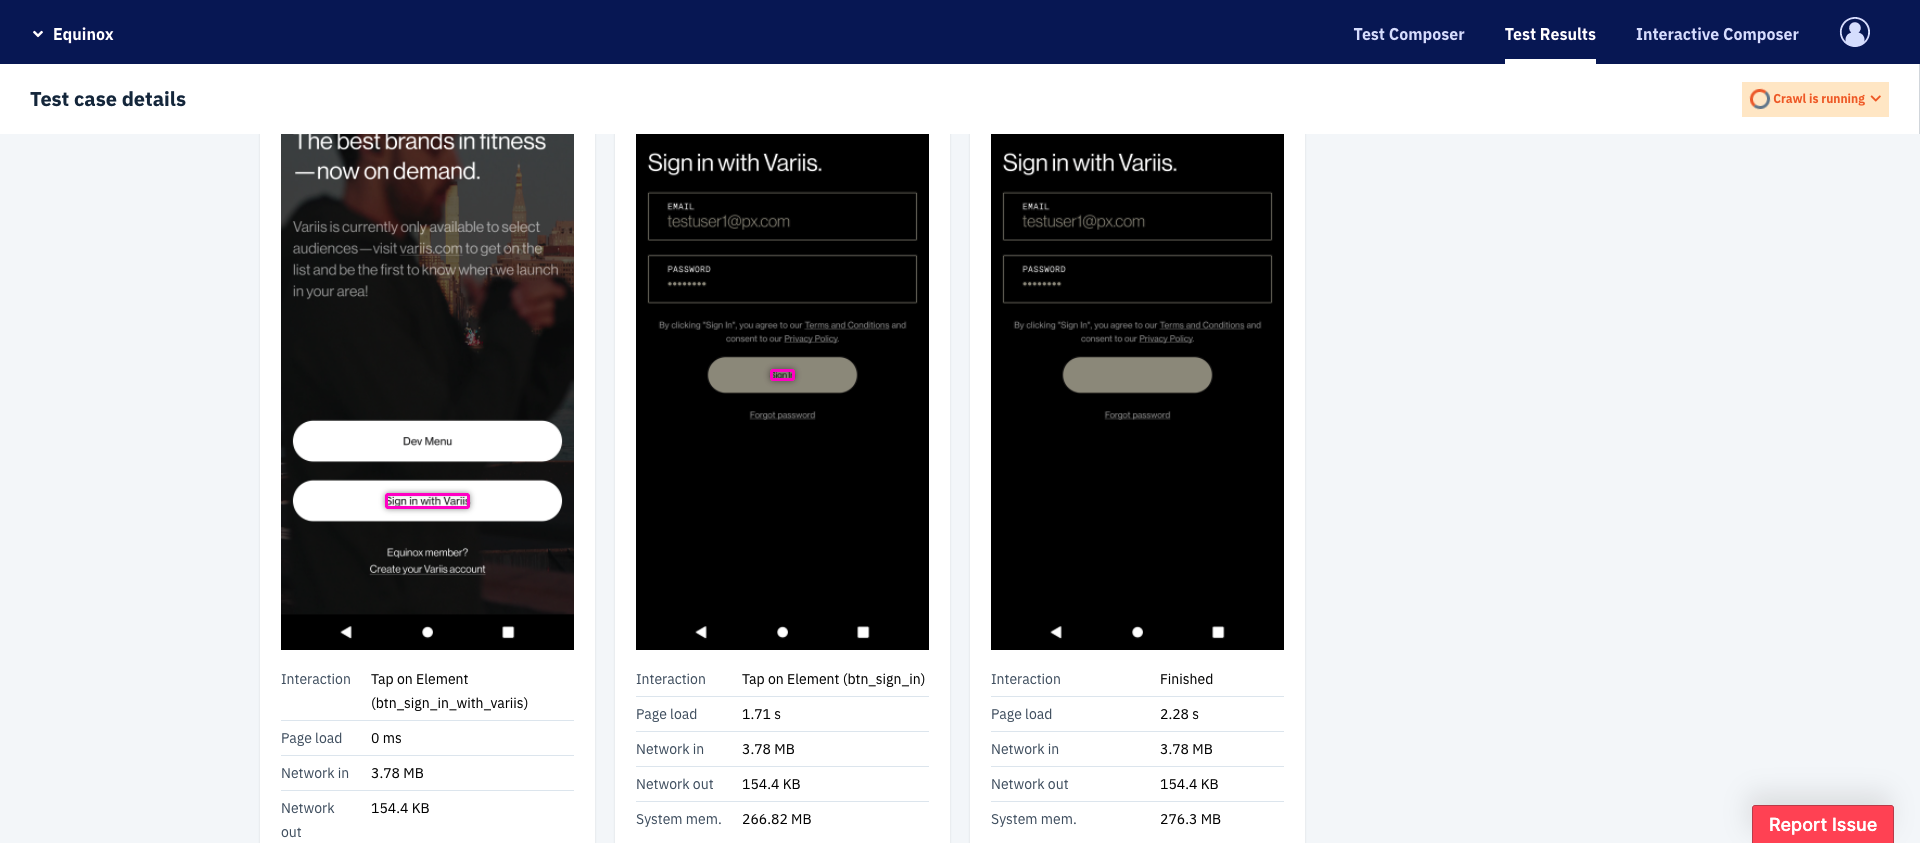 Equinox
Test Composer
Test Results
Interactive Composer
Test case details
Crawl is running
The best brands in fitness
—now on demand.
Variis is currently only available to select
audiences—visit variis.com to get on the
list and be the first to know when we launch
in your area!
Dev Menu
Sign in with Variis
Equinox member?
Create your Variis account
Interaction Tap on Element
(btn_sign_in_with_variis)
Page load 0 ms
Network in 3.78 MB
Network 154.4 KB
out
Sign in with Variis.
EMAIL
testuser1@px.com
PASSWORD
••••••••
By clicking "Sign In", you agree to our Terms and Conditions and
consent to our Privacy Policy.
Sign In
Forgot password
Interaction Tap on Element (btn_sign_in)
Page load 1.71 s
Network in 3.78 MB
Network out 154.4 KB
System mem. 266.82 MB
Sign in with Variis.
EMAIL
testuser1@px.com
PASSWORD
••••••••
By clicking "Sign In", you agree to our Terms and Conditions and
consent to our Privacy Policy.
Forgot password
Interaction Finished
Page load 2.28 s
Network in 3.78 MB
Network out 154.4 KB
System mem. 276.3 MB
Report Issue